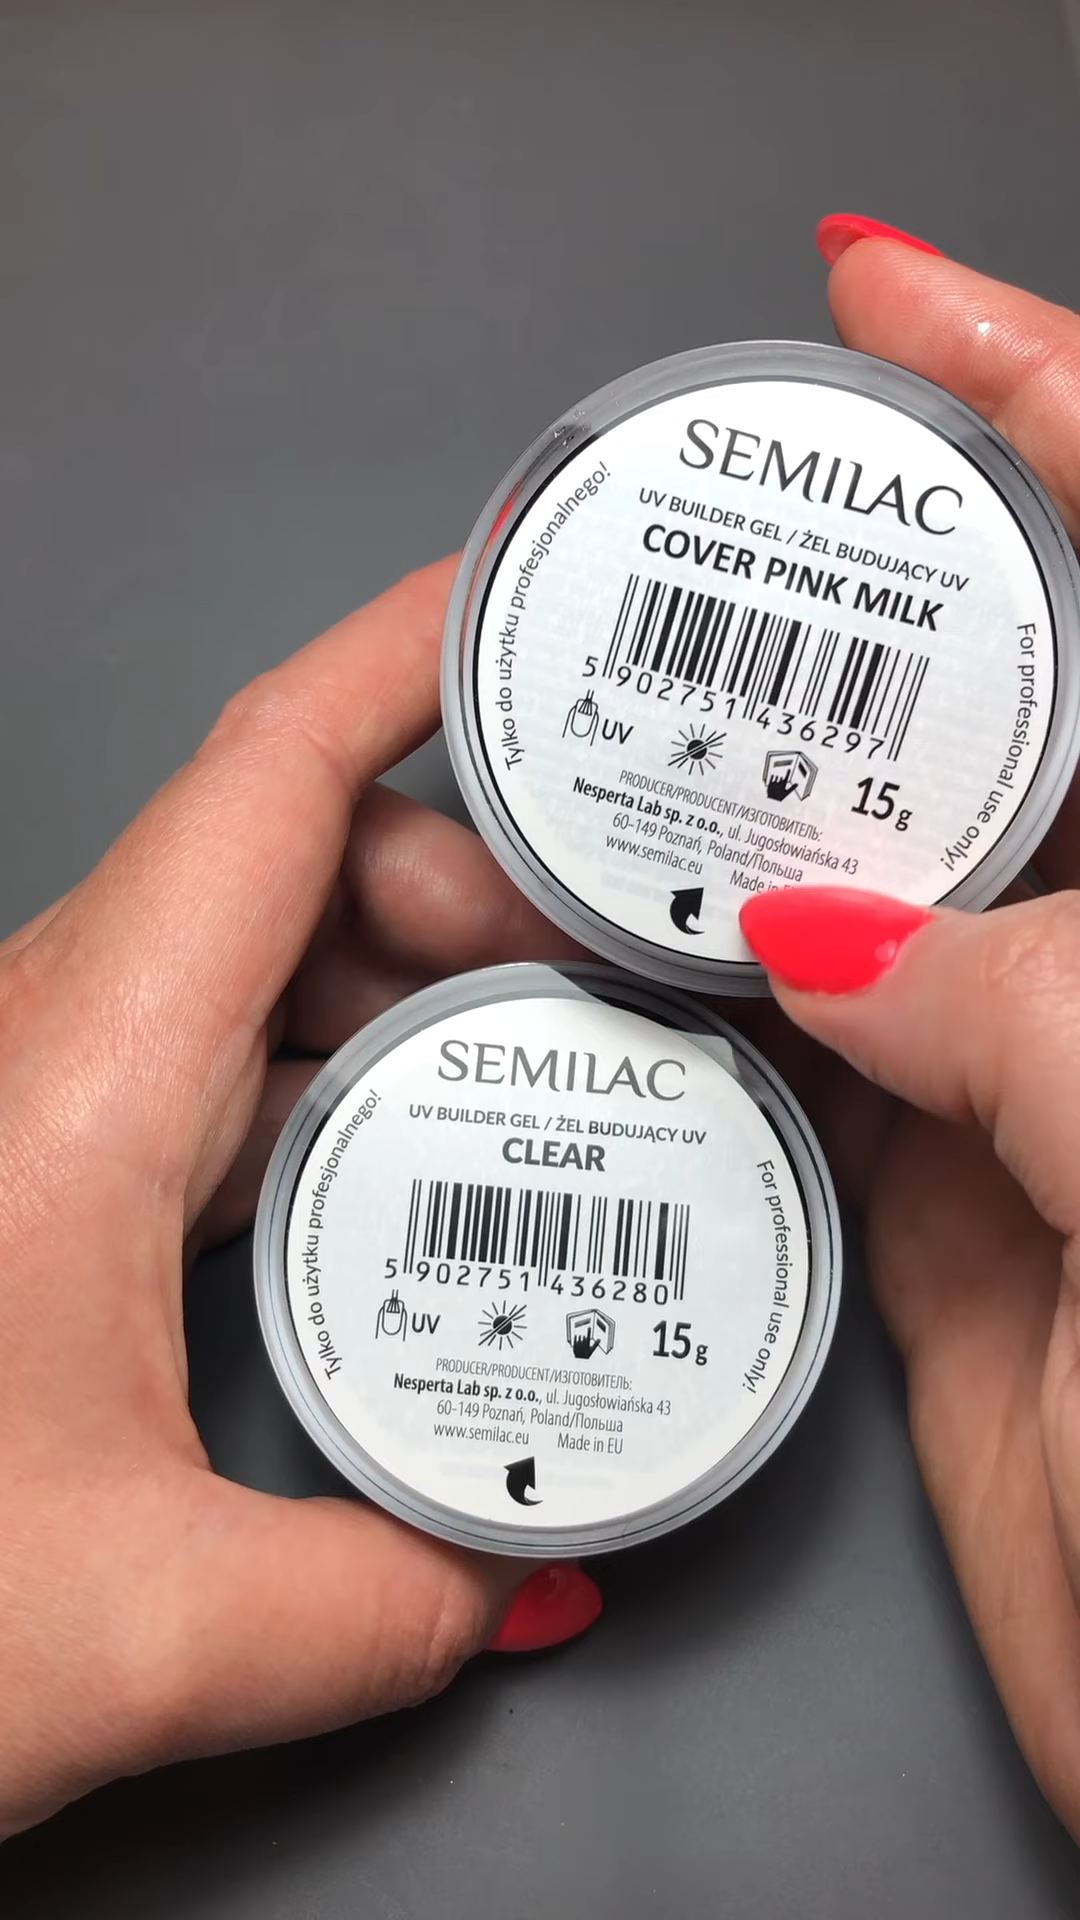 SEMILAC
UV BUILDER GEL / ŻEL BUDUJĄCY UV
COVER PINK MILK
5 902751 436297
UV
15 g
PRODUCER/PRODUCENT/ИЗГОТОВИТЕЛЬ:
Nesperta Lab sp. z o.o., ul. Jugosłowiańska 43
60-149 Poznań, Poland/Польша
www.semilac.eu Made in
Tylko do użytku profesjonalnego!
For professional use only!
SEMILAC
UV BUILDER GEL / ŻEL BUDUJĄCY UV
CLEAR
5 902751 436280
UV
15 g
PRODUCER/PRODUCENT/ИЗГОТОВИТЕЛЬ:
Nesperta Lab sp. z o.o., ul. Jugosłowiańska 43
60-149 Poznań, Poland/Польша
www.semilac.eu Made in EU
Tylko do użytku profesjonalnego!
For professional use only!